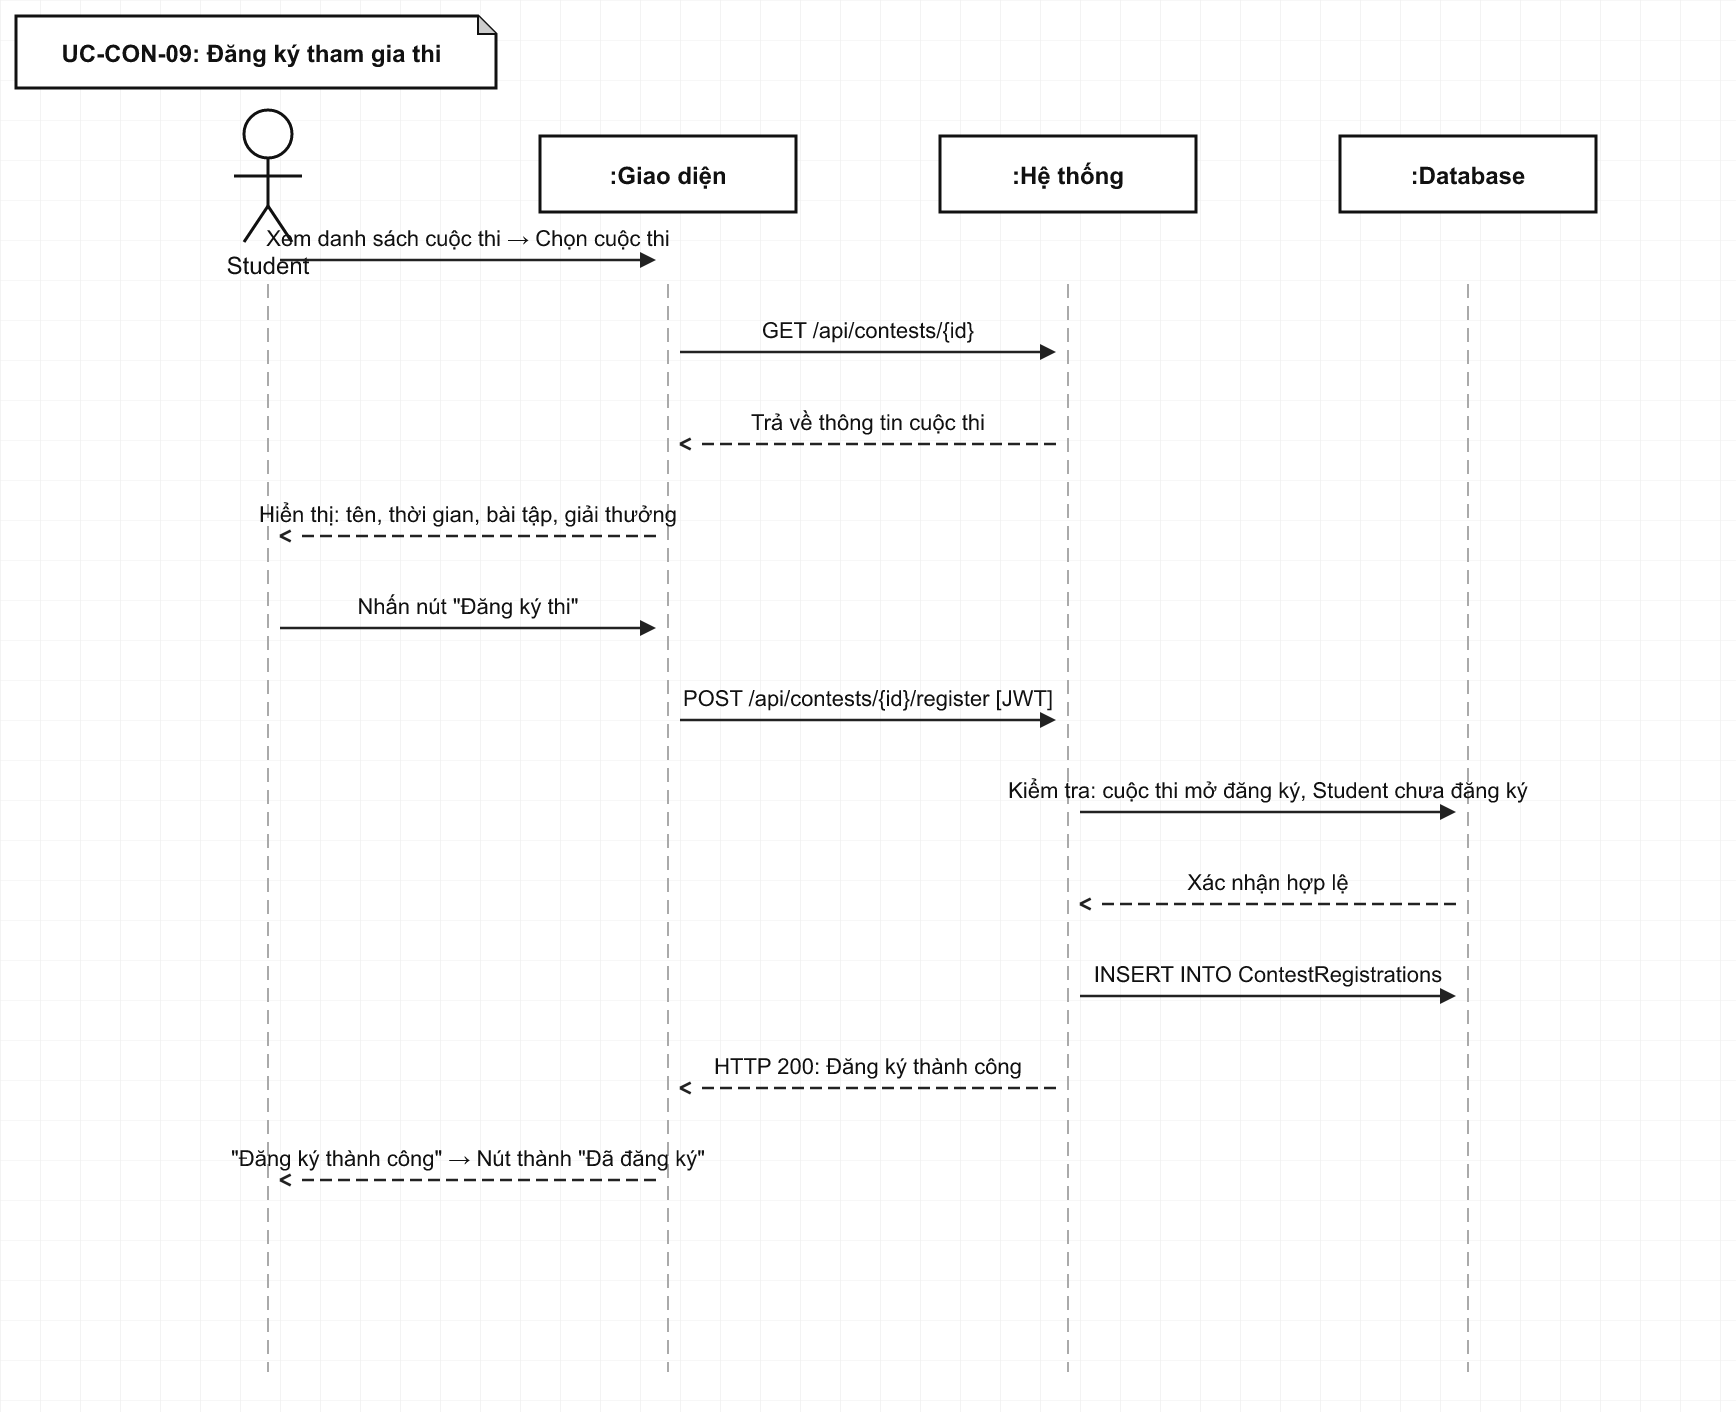 UC-CON-09: Đăng ký tham gia thi
:Giao diện
:Hệ thống
:Database
Student
Xem danh sách cuộc thi → Chọn cuộc thi
GET /api/contests/{id}
Trả về thông tin cuộc thi
Hiển thị: tên, thời gian, bài tập, giải thưởng
Nhấn nút "Đăng ký thi"
POST /api/contests/{id}/register [JWT]
Kiểm tra: cuộc thi mở đăng ký, Student chưa đăng ký
Xác nhận hợp lệ
INSERT INTO ContestRegistrations
HTTP 200: Đăng ký thành công
"Đăng ký thành công" → Nút thành "Đã đăng ký"